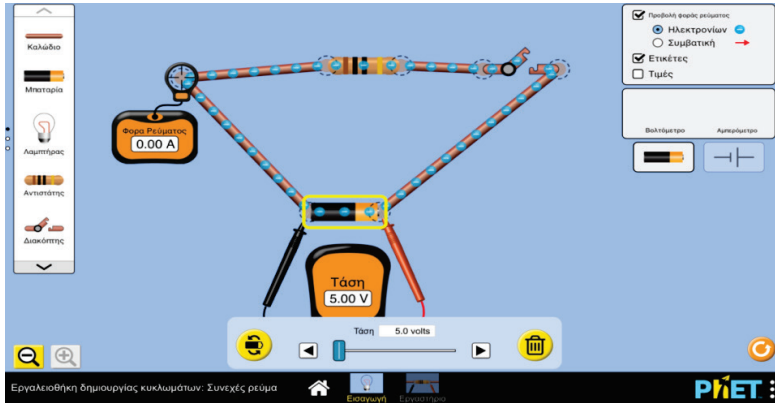 Καλώδιο
Μπαταρία
Λαμπτήρας
Αντιστάτης
Διακόπτης
Φορα Ρεύματος
0.00 A
Τάση
5.00 V
Τάση 5.0 volts
Προβολή φοράς ρεύματος
Ηλεκτρονίων
Συμβατική
Ετικέτες
Τιμές
Βολτόμετρο Αμπερόμετρο
Εργαλειοθήκη δημιουργίας κυκλωμάτων: Συνεχές ρεύμα
Εισαγωγή Εργαστήριο
PhET